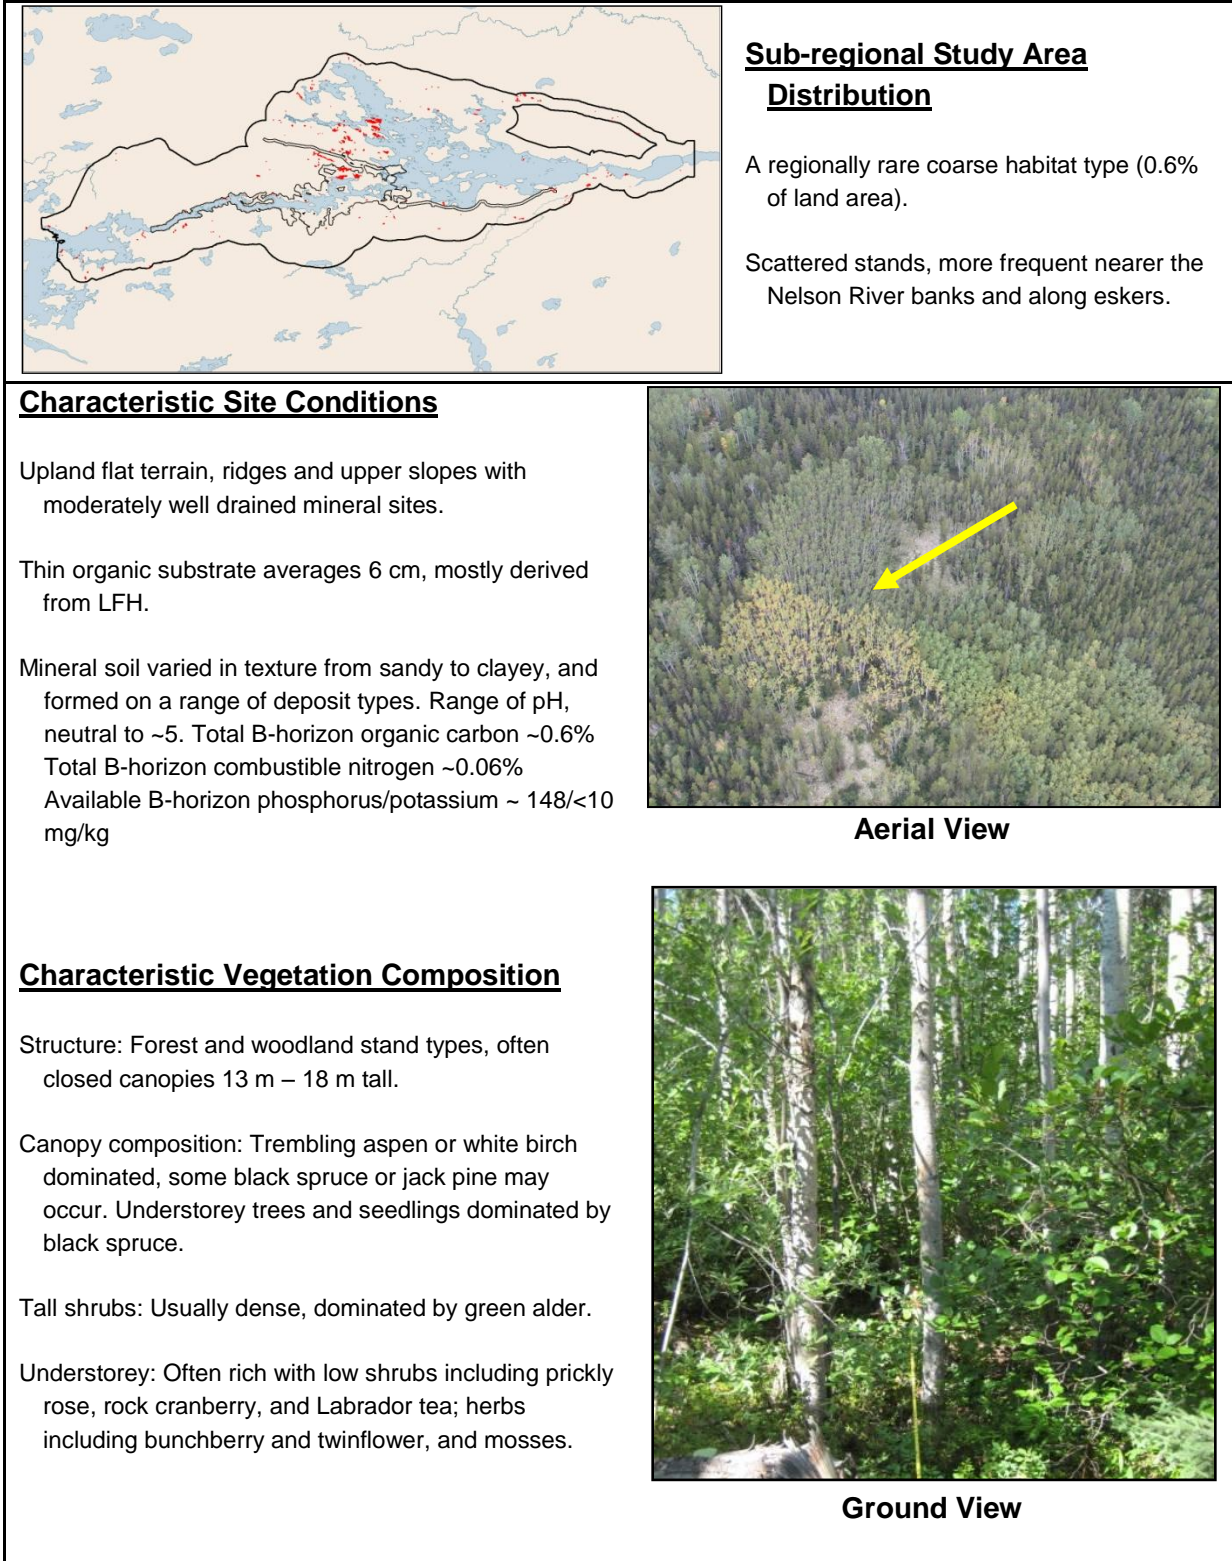 Sub-regional Study Area
Distribution
A regionally rare coarse habitat type (0.6%
of land area).
Scattered stands, more frequent nearer the
Nelson River banks and along eskers.
Characteristic Site Conditions
Upland flat terrain, ridges and upper slopes with
moderately well drained mineral sites.
Thin organic substrate averages 6 cm, mostly derived
from LFH.
Mineral soil varied in texture from sandy to clayey, and
formed on a range of deposit types. Range of pH,
neutral to ~5. Total B-horizon organic carbon ~0.6%
Total B-horizon combustible nitrogen ~0.06%
Available B-horizon phosphorus/potassium ~ 148/<10
mg/kg
Aerial View
Characteristic Vegetation Composition
Structure: Forest and woodland stand types, often
closed canopies 13 m – 18 m tall.
Canopy composition: Trembling aspen or white birch
dominated, some black spruce or jack pine may
occur. Understorey trees and seedlings dominated by
black spruce.
Tall shrubs: Usually dense, dominated by green alder.
Understorey: Often rich with low shrubs including prickly
rose, rock cranberry, and Labrador tea; herbs
including bunchberry and twinflower, and mosses.
Ground View